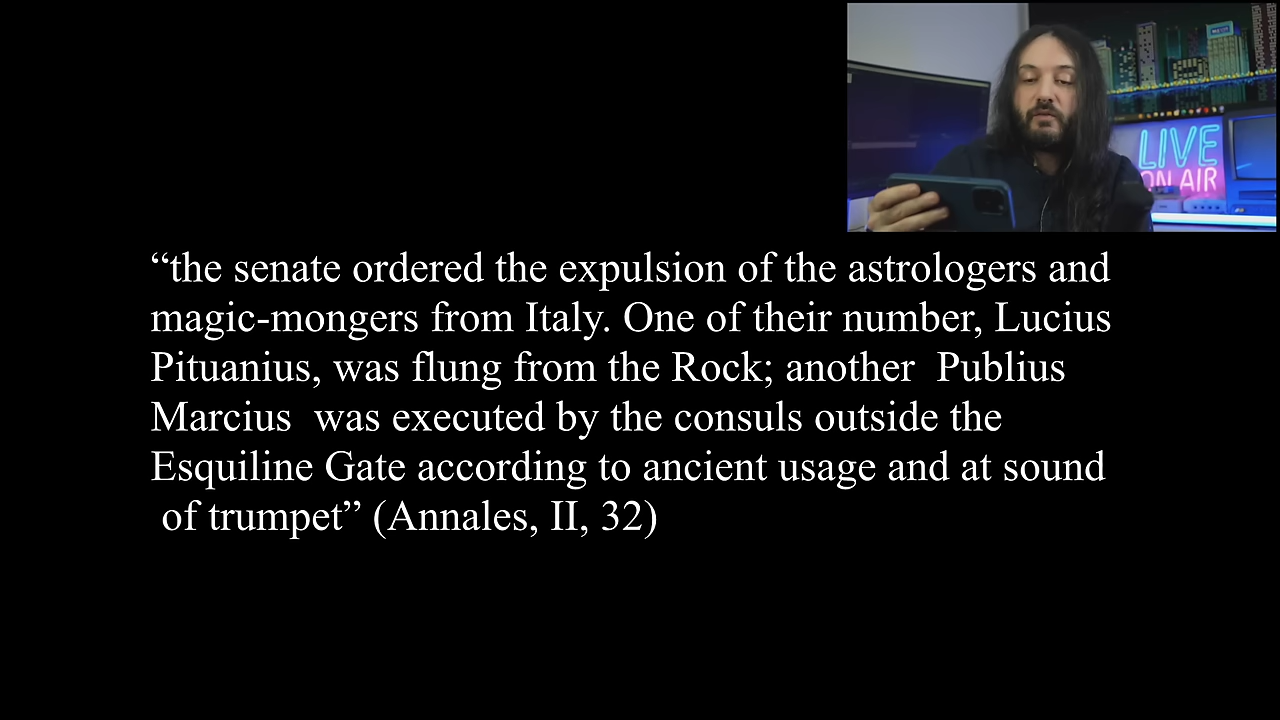 LIVE
ON AIR
“the senate ordered the expulsion of the astrologers and
magic-mongers from Italy. One of their number, Lucius
Pituanius, was flung from the Rock; another  Publius
Marcius  was executed by the consuls outside the
Esquiline Gate according to ancient usage and at sound
of trumpet” (Annales, II, 32)